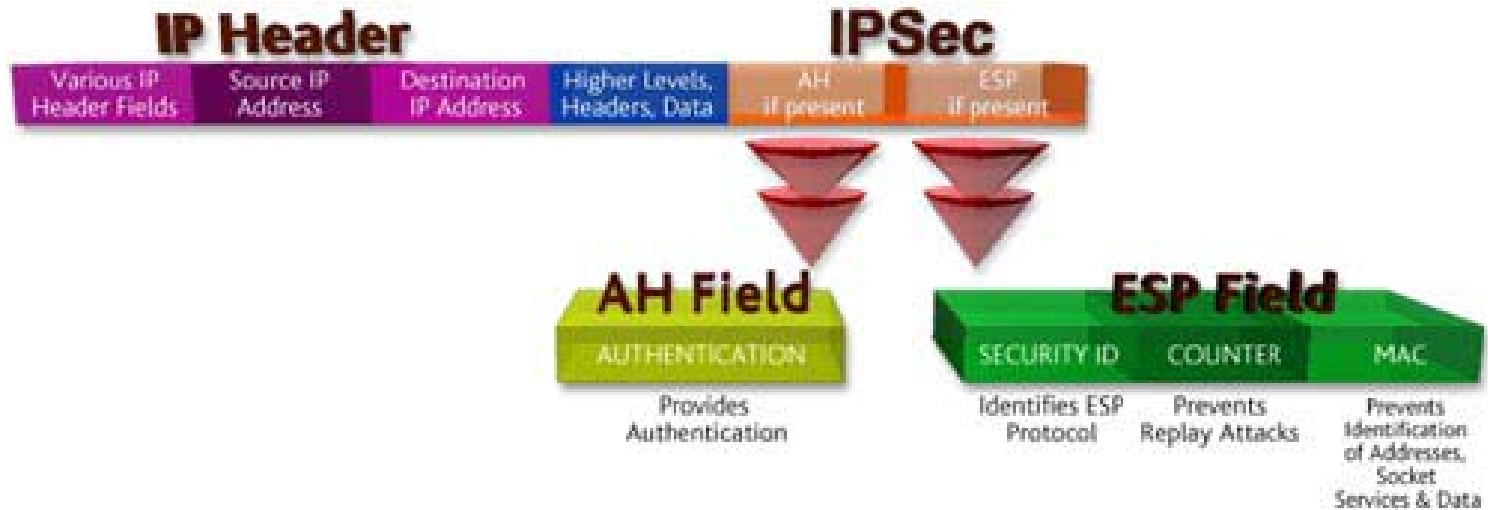 IP Header
IPSec
Various IP
Header Fields
Source IP
Address
Destination
IP Address
Higher Levels,
Headers, Data
AH
if present
ESP
if present
AH Field
AUTHENTICATION
Provides
Authentication
ESP Field
SECURITY ID
COUNTER
MAC
Identifies ESP
Protocol
Prevents
Replay Attacks
Prevents
Identification
of Addresses,
Socket
Services & Data